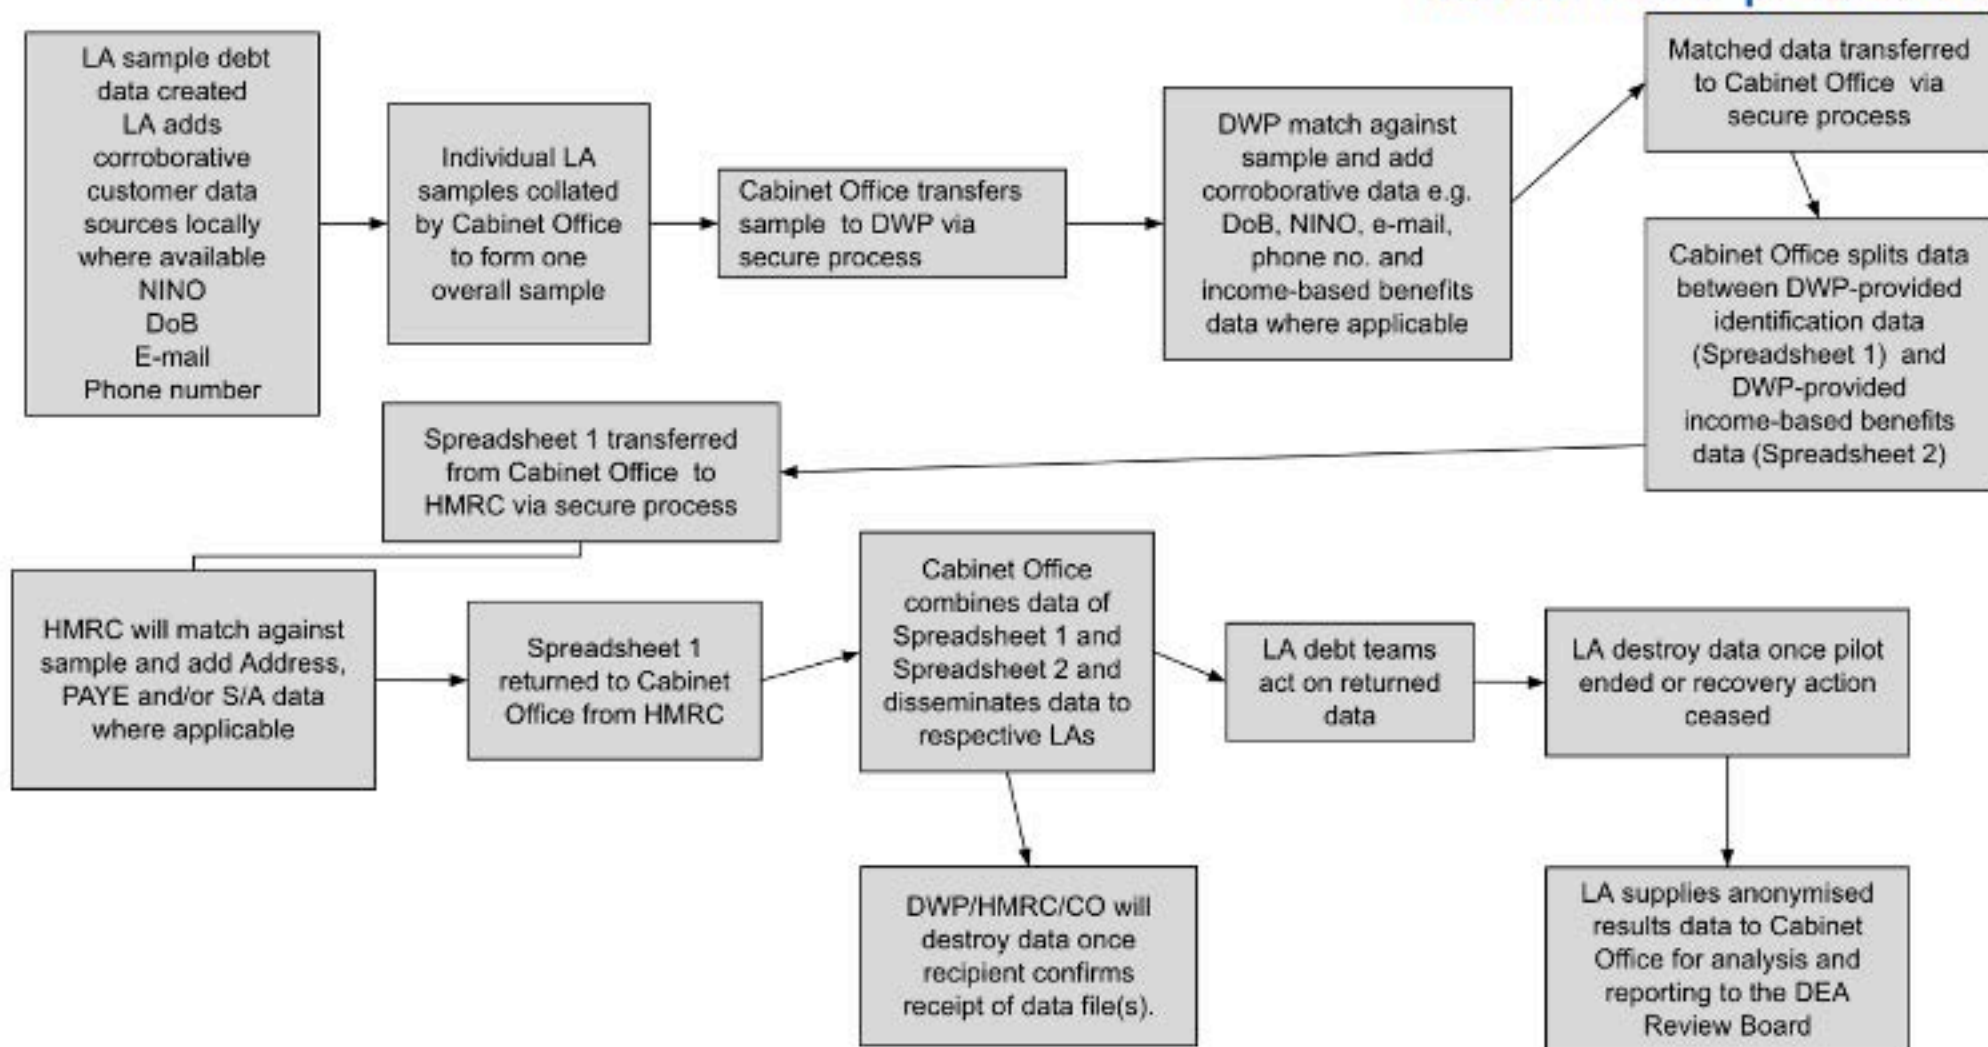 LA sample debt
data created
LA adds
corroborative
customer data
sources locally
where available
NINO
DoB
E-mail
Phone number
Individual LA
samples collated
by Cabinet Office
to form one
overall sample
Cabinet Office transfers
sample to DWP via
secure process
DWP match against
sample and add
corroborative data e.g.
DoB, NINO, e-mail,
phone no. and
income-based benefits
data where applicable
Matched data transferred
to Cabinet Office via
secure process
Cabinet Office splits data
between DWP-provided
identification data
(Spreadsheet 1) and
DWP-provided
income-based benefits
data (Spreadsheet 2)
Spreadsheet 1 transferred
from Cabinet Office to
HMRC via secure process
HMRC will match against
sample and add Address,
PAYE and/or S/A data
where applicable
Spreadsheet 1
returned to Cabinet
Office from HMRC
Cabinet Office
combines data of
Spreadsheet 1 and
Spreadsheet 2 and
disseminates data to
respective LAs
LA debt teams
act on returned
data
LA destroy data once pilot
ended or recovery action
ceased
DWP/HMRC/CO will
destroy data once
recipient confirms
receipt of data file(s).
LA supplies anonymised
results data to Cabinet
Office for analysis and
reporting to the DEA
Review Board